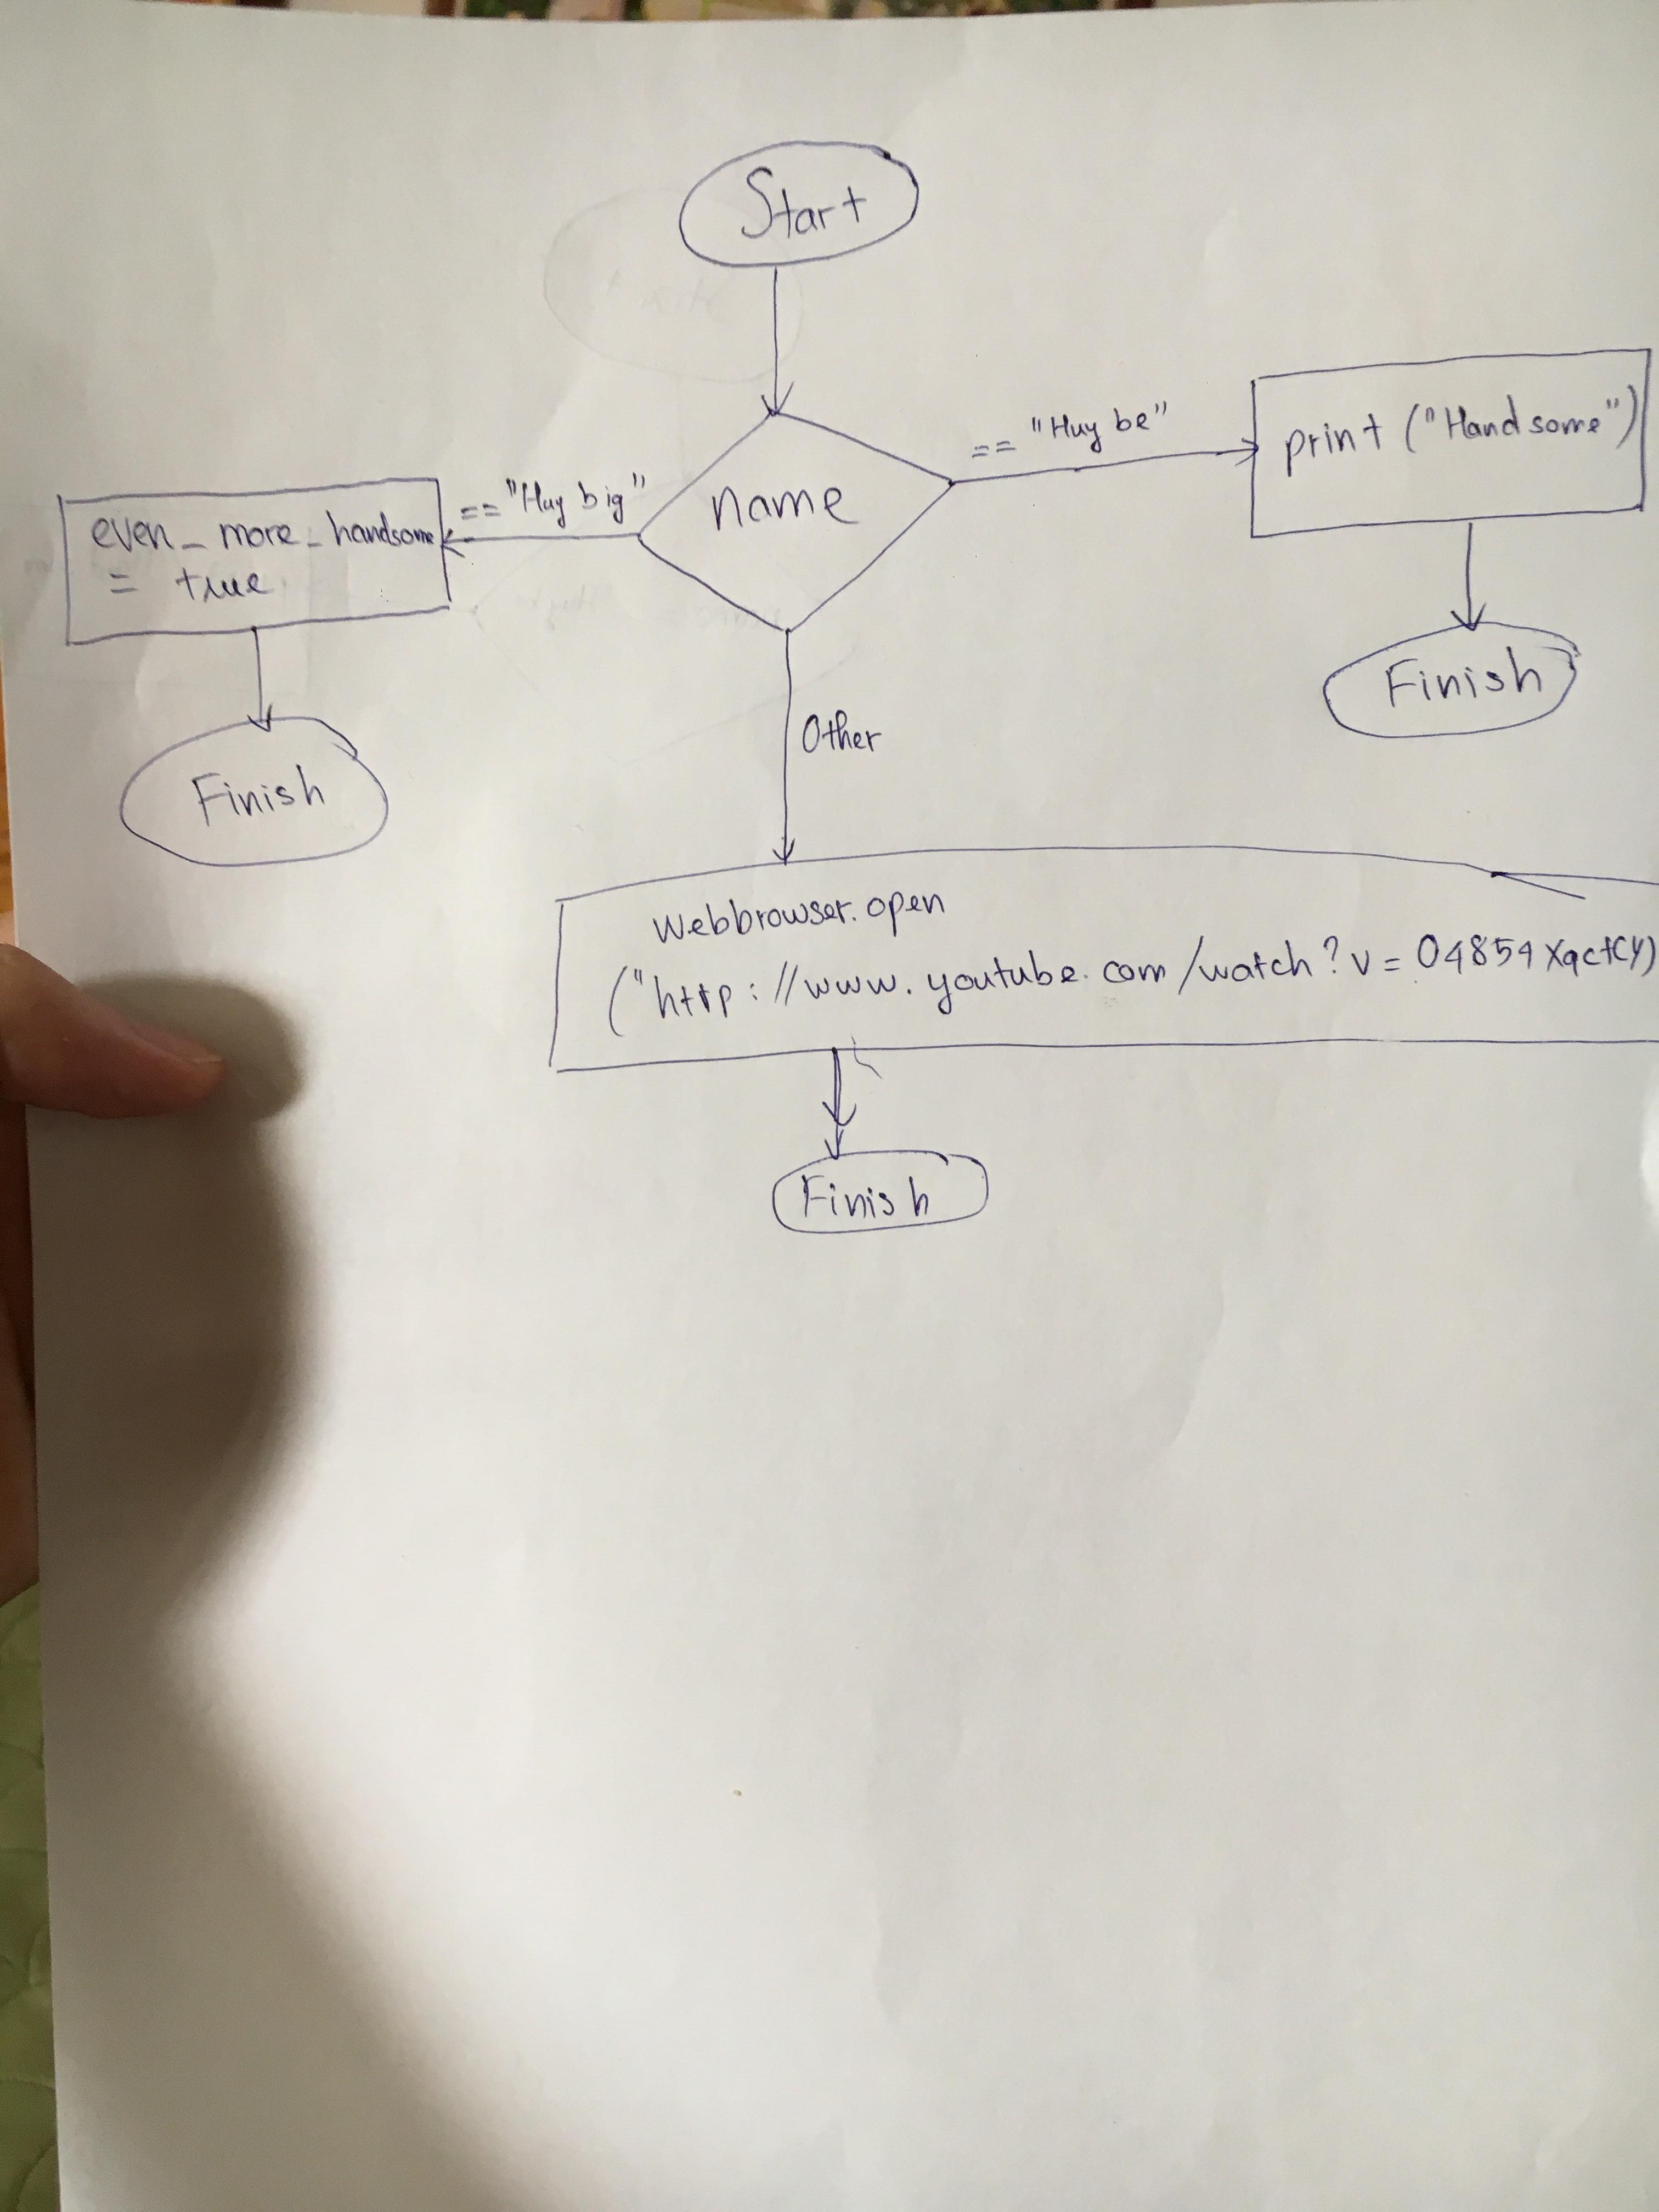 Start
name
== "Huy be"
print ("Handsome")
Finish
== "Huy big"
even_more_handsome
= true
Finish
Other
Webbrowser.open
("http://www.youtube.com/watch?v=04854XqctCY)
Finish